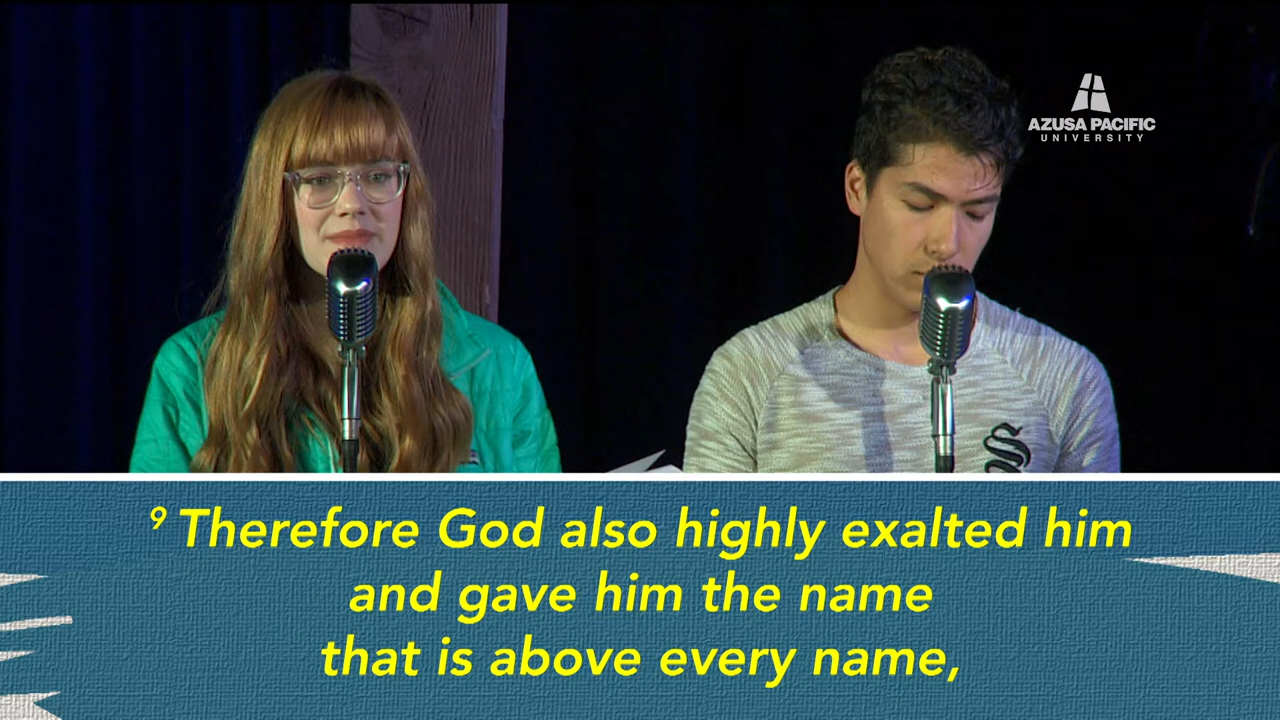 AZUSA PACIFIC
UNIVERSITY
S
⁹ Therefore God also highly exalted him
and gave him the name
that is above every name,